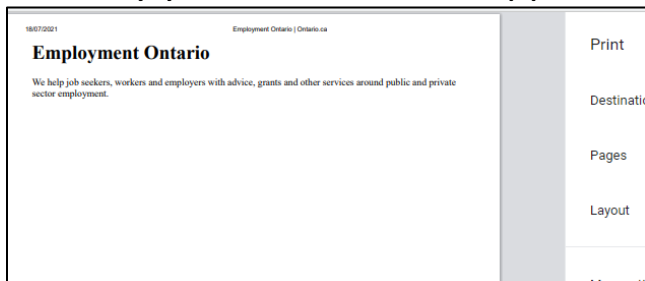 18/07/2021
Employment Ontario | Ontario.ca
Employment Ontario
We help job seekers, workers and employers with advice, grants and other services around public and private
sector employment.
Print
Destinatio
Pages
Layout